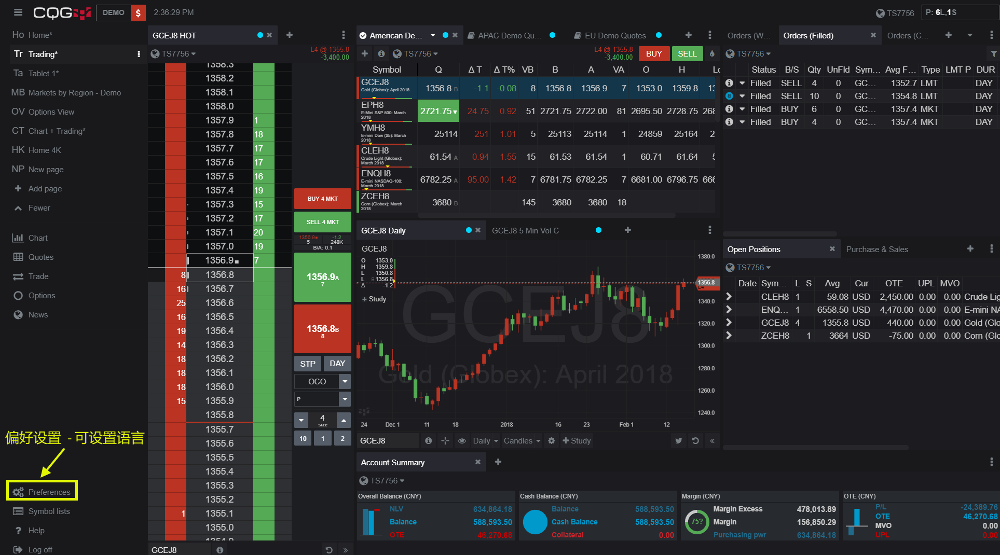 CQG
DEMO $ 2:36:29 PM
TS7756
P: 6L,1S
Ho Home*
Tr Trading*
Ta Tablet 1*
MB Markets by Region - Demo
OV Options View
CT Chart + Trading*
HK Home 4K
NP New page
Add page
Fewer
Chart
Quotes
Trade
Options
News
偏好设置 - 可设置语言
Preferences
Symbol lists
? Help
Log off
GCEJ8 HOT
TS7756
L4 @ 1355.8
-3,400.00
1358.3
1358.2
1358.1
1358.0
1357.9 1
1357.8 18
1357.7 17
1357.6 17
1357.5 16
1357.4 19
1357.3 15
1357.2 17
1357.1 20
1357.0 19
1356.9 7
8 1356.8
16 1356.7
25 1356.6
16 1356.5
19 1356.4
14 1356.3
18 1356.2
18 1356.1
18 1356.0
15 1355.9
1355.8
1355.7
1355.6
1355.5
1355.4
1355.3
1355.2
1 1355.1
1355.0
1354.9
GCEJ8
BUY 4 MKT
SELL 4 MKT
1356.9 -1.2
5 248K
B/A: 0.1
1356.9A
7
1356.8B
8
STP DAY
OCO
P
4
size
10 1 2
American De...
APAC Demo Qu...
EU Demo Quotes
TS7756
L4 @ 1355.8
-3,400.00
BUY SELL
Symbol Q Δ T Δ T% VB B A VA O H Lo
GCEJ8 1356.8 B -1.1 -0.08 8 1356.8 1356.9 7 1353.0 1359.8 13
Gold (Globex): April 2018
EPH8 2721.75 24.75 0.92 51 2721.75 2722.00 81 2695.50 2728.75 268
E-Mini S&P 500: March 2018
YMH8 25114 251 1.01 5 25113 25114 1 24859 25164 2
E-mini Dow ($5): March 2018
CLEH8 61.54 A 0.94 1.55 15 61.53 61.54 1 60.71 61.64
Crude Light (Globex): March 2018
ENQH8 6782.25 A 95.00 1.42 7 6781.75 6782.25 7 6681.00 6796.75 666
E-mini NASDAQ-100: March 2018
ZCEH8 3680 B 145 3680 3680 18
Corn (Globex): March 2018
GCEJ8 Daily
GCEJ8 5 Min Vol C
GCEJ8
O 1353.0
H 1359.8
L 1350.8
L B 1356.8
Δ -1.2
Study
GCEJ8
Gold (Globex): April 2018
1380.0
1356.8
L4
1340.0
1320.0
1300.0
1280.0
1260.0
1240.0
24 Dec 1 11 18 2018 16 23 Feb 1 12
GCEJ8 Daily Candles Study
Orders (W...
Orders (Filled)
Orders (C...
TS7756
Status B/S Qty UnFld Sym... Avg F... Type LMT P DUR
Filled SELL 4 0 GC... 1352.7 LMT DAY
a Filled SELL 10 0 GC... 1354.8 LMT DAY
Filled BUY 6 0 GC... 1357.4 MKT DAY
Filled BUY 4 0 GC... 1357.4 MKT DAY
Open Positions
Purchase & Sales
TS7756
Date Sym... L S Avg Cur OTE UPL MVO
CLEH8 1 59.08 USD 2,450.00 0.00 0.00 Crude Lig
ENQ... 1 6558.50 USD 4,470.00 0.00 0.00 E-mini NA
GCEJ8 4 1355.8 USD 440.00 0.00 0.00 Gold (Glo
ZCEH8 1 3664 USD -75.00 0.00 0.00 Corn (Glo
Account Summary
TS7756
Overall Balance (CNY)
NLV 634,864.18
Balance 588,593.50
OTE 46,270.68
Cash Balance (CNY)
Balance 588,593.50
Cash Balance 588,593.50
Collateral 0.00
Margin (CNY)
75?
Margin Excess 478,013.89
Margin 156,850.29
Purchasing pwr 634,864.18
OTE (CNY)
P/L -24,389.76
OTE 46,270.68
MVO 0.00
UPL 0.00